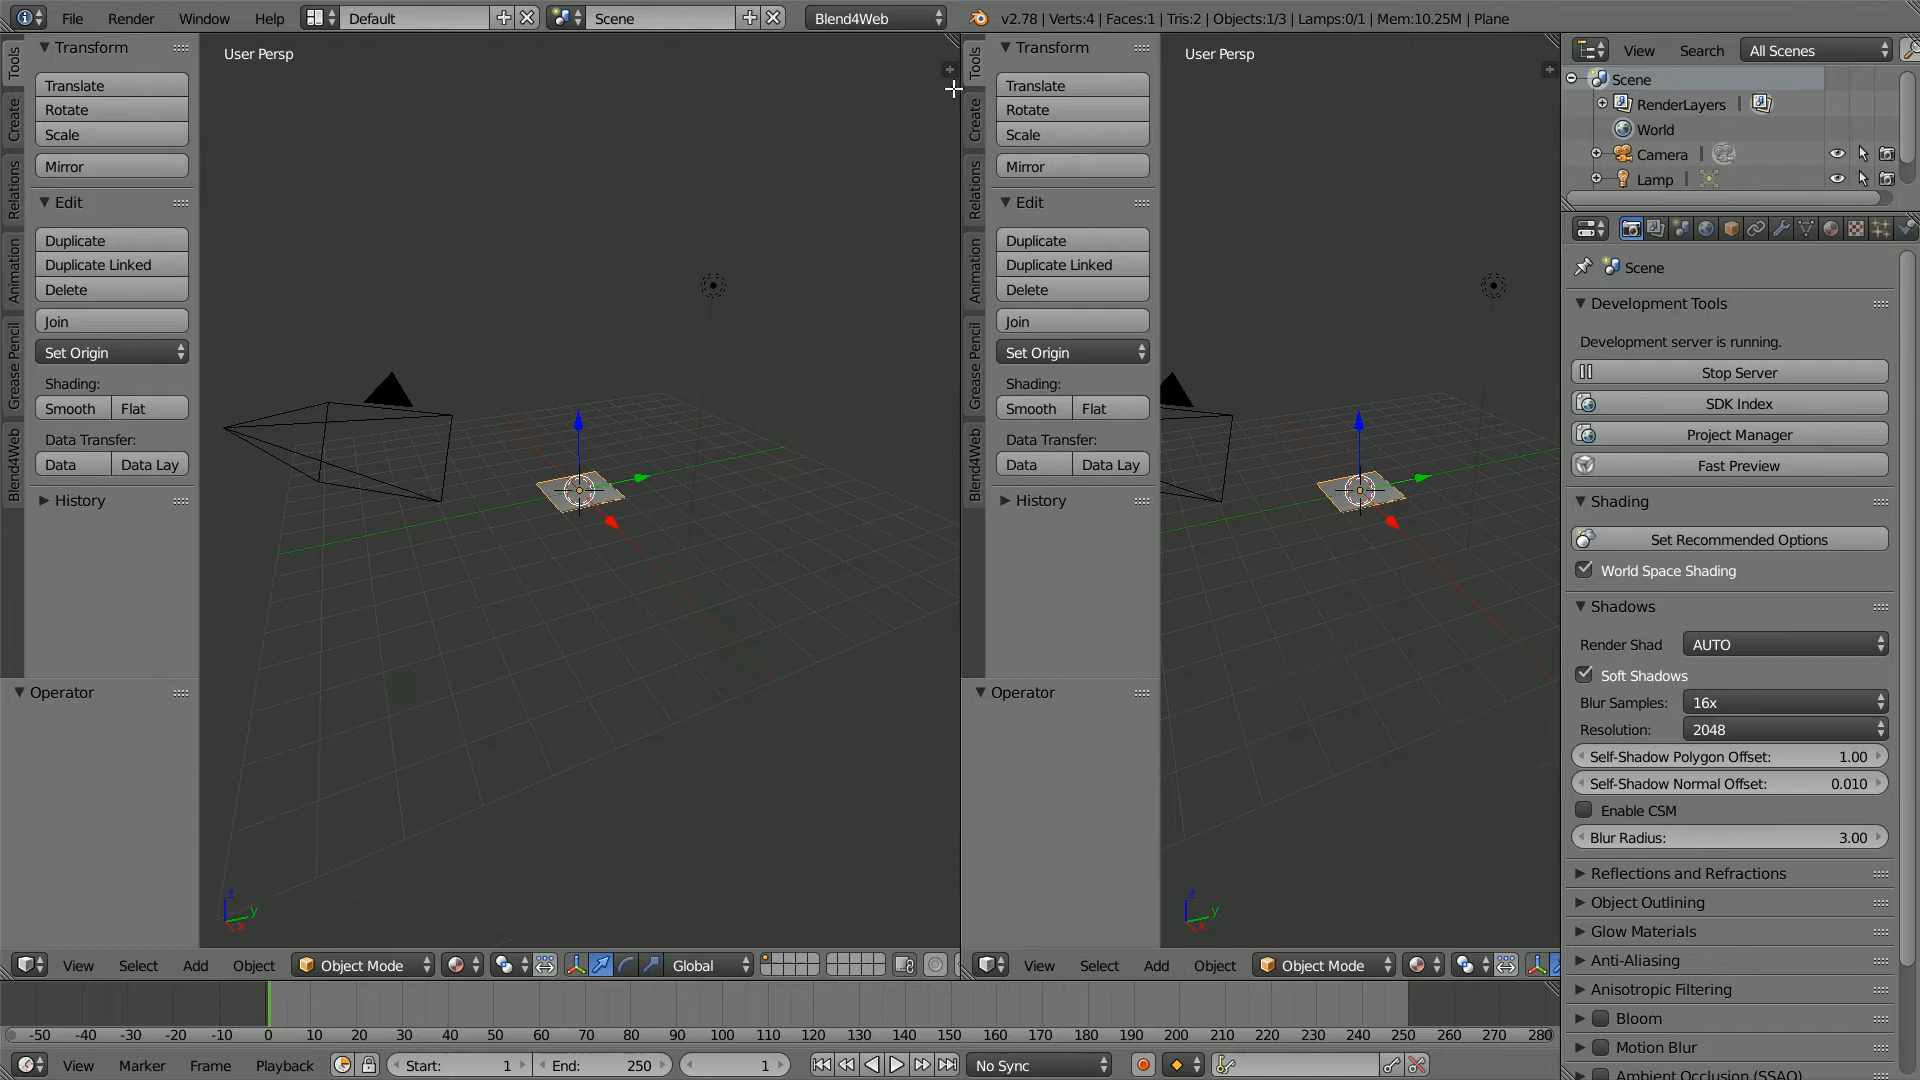 File Render Window Help Default Scene Blend4Web v2.78 | Verts:4 | Faces:1 | Tris:2 | Objects:1/3 | Lamps:0/1 | Mem:10.25M | Plane
Tools
Create
Relations
Animation
Grease Pencil
Blend4Web
Transform
Translate
Rotate
Scale
Mirror
Edit
Duplicate
Duplicate Linked
Delete
Join
Set Origin
Shading:
Smooth Flat
Data Transfer:
Data Data Lay
History
Operator
User Persp
z
y
x
View Select Add Object Object Mode Global
Tools
Create
Relations
Animation
Grease Pencil
Blend4Web
Transform
Translate
Rotate
Scale
Mirror
Edit
Duplicate
Duplicate Linked
Delete
Join
Set Origin
Shading:
Smooth Flat
Data Transfer:
Data Data Lay
History
Operator
User Persp
z
y
x
View Select Add Object Object Mode
View Search All Scenes
Scene
RenderLayers
World
Camera
Lamp
Scene
Development Tools
Development server is running.
Stop Server
SDK Index
Project Manager
Fast Preview
Shading
Set Recommended Options
World Space Shading
Shadows
Render Shad AUTO
Soft Shadows
Blur Samples: 16x
Resolution: 2048
Self-Shadow Polygon Offset: 1.00
Self-Shadow Normal Offset: 0.010
Enable CSM
Blur Radius: 3.00
Reflections and Refractions
Object Outlining
Glow Materials
Anti-Aliasing
Anisotropic Filtering
Bloom
Motion Blur
Ambient Occlusion (SSAO)
-50 -40 -30 -20 -10 0 10 20 30 40 50 60 70 80 90 100 110 120 130 140 150 160 170 180 190 200 210 220 230 240 250 260 270 280
View Marker Frame Playback Start: 1 End: 250 1 No Sync